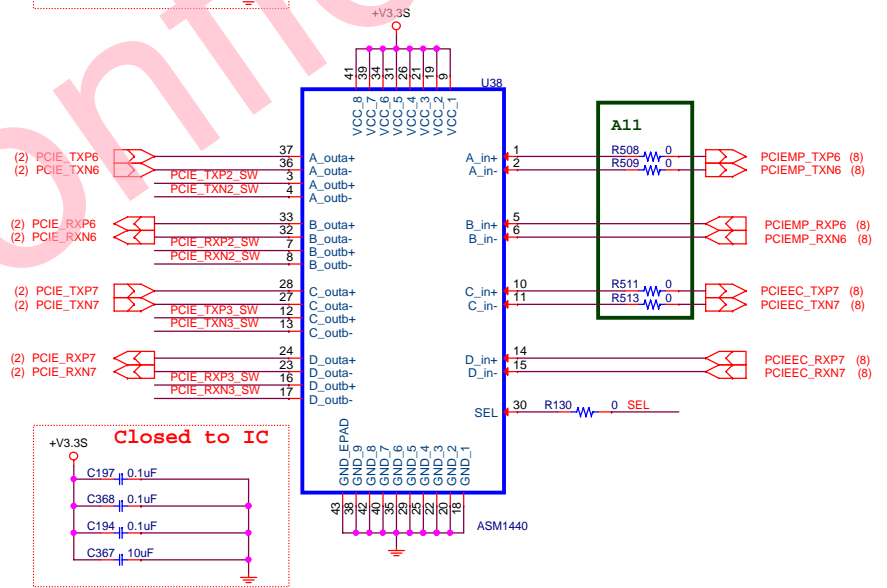 +V3.3S
U38
41 39 34 31 26 21 19 9
VCC_8 VCC_7 VCC_6 VCC_5 VCC_4 VCC_3 VCC_2 VCC_1
A11
(2) PCIE_TXP6 37 A_outa+ A_in+ 1 R508 0 PCIEMP_TXP6 (8)
(2) PCIE_TXN6 36 A_outa- A_in- 2 R509 0 PCIEMP_TXN6 (8)
PCIE_TXP2_SW 3 A_outb+
PCIE_TXN2_SW 4 A_outb-
(2) PCIE_RXP6 33 B_outa+ B_in+ 5 PCIEMP_RXP6 (8)
(2) PCIE_RXN6 32 B_outa- B_in- 6 PCIEMP_RXN6 (8)
PCIE_RXP2_SW 7 B_outb+
PCIE_RXN2_SW 8 B_outb-
(2) PCIE_TXP7 28 C_outa+ C_in+ 10 R511 0 PCIEEC_TXP7 (8)
(2) PCIE_TXN7 27 C_outa- C_in- 11 R513 0 PCIEEC_TXN7 (8)
PCIE_TXP3_SW 12 C_outb+
PCIE_TXN3_SW 13 C_outb-
(2) PCIE_RXP7 24 D_outa+ D_in+ 14 PCIEEC_RXP7 (8)
(2) PCIE_RXN7 23 D_outa- D_in- 15 PCIEEC_RXN7 (8)
PCIE_RXP3_SW 16 D_outb+
PCIE_RXN3_SW 17 D_outb-
SEL 30 R130 0 SEL
GND_EPAD GND_9 GND_8 GND_7 GND_6 GND_5 GND_4 GND_3 GND_2 GND_1
43 38 42 40 35 29 25 22 20 18
ASM1440
Closed to IC
+V3.3S
C197 0.1uF
C368 0.1uF
C194 0.1uF
C367 10uF